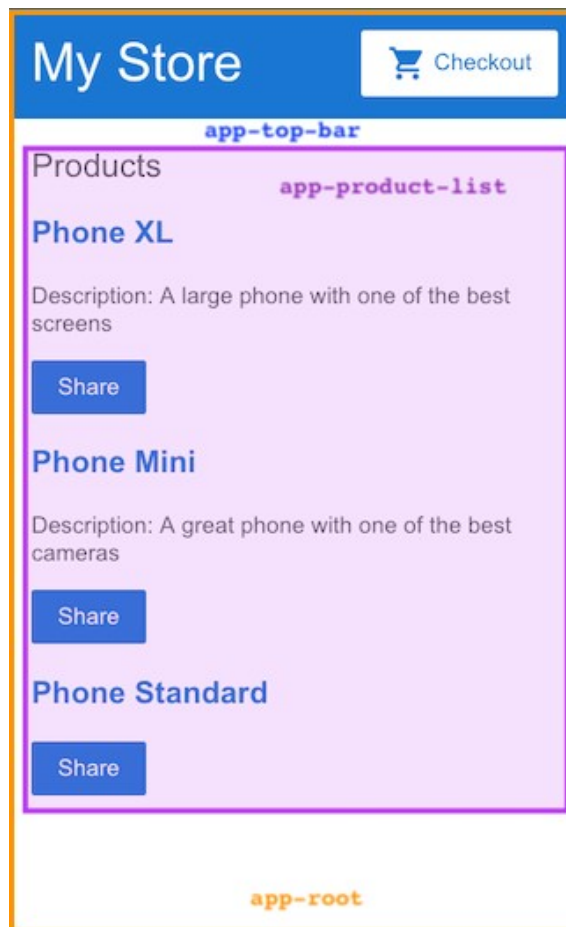 My Store
Checkout
app-top-bar
Products
app-product-list
Phone XL
Description: A large phone with one of the best
screens
Share
Phone Mini
Description: A great phone with one of the best
cameras
Share
Phone Standard
Share
app-root